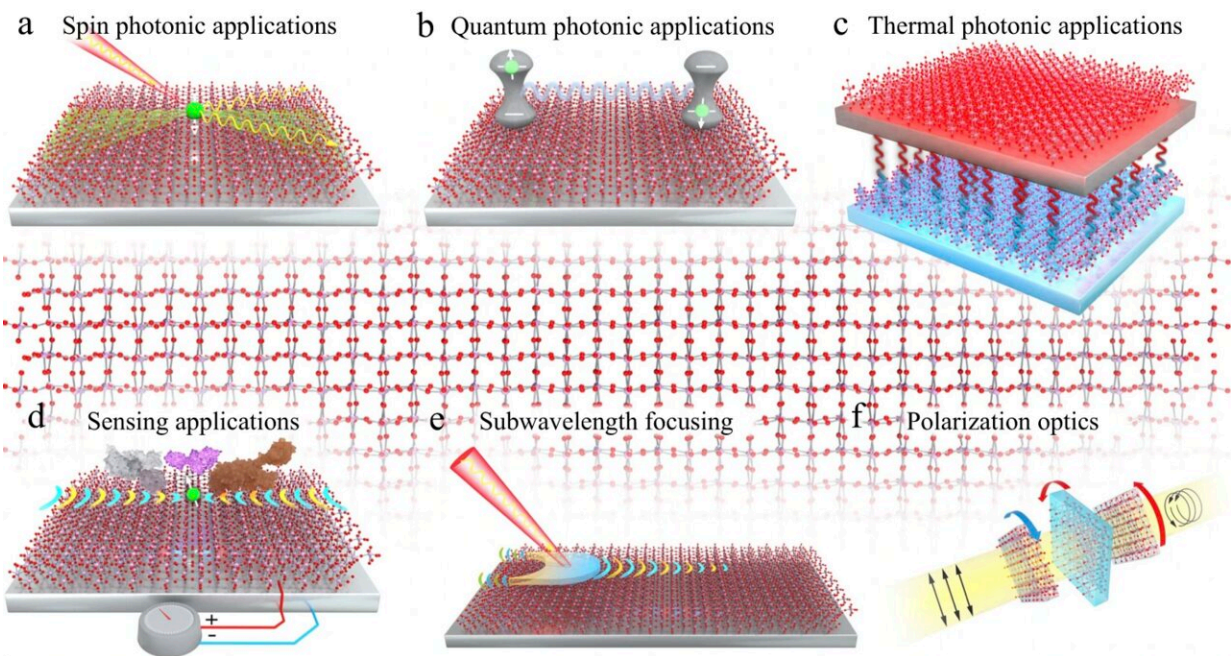 a Spin photonic applications
b Quantum photonic applications
c Thermal photonic applications
d Sensing applications
+
-
e Subwavelength focusing
f Polarization optics